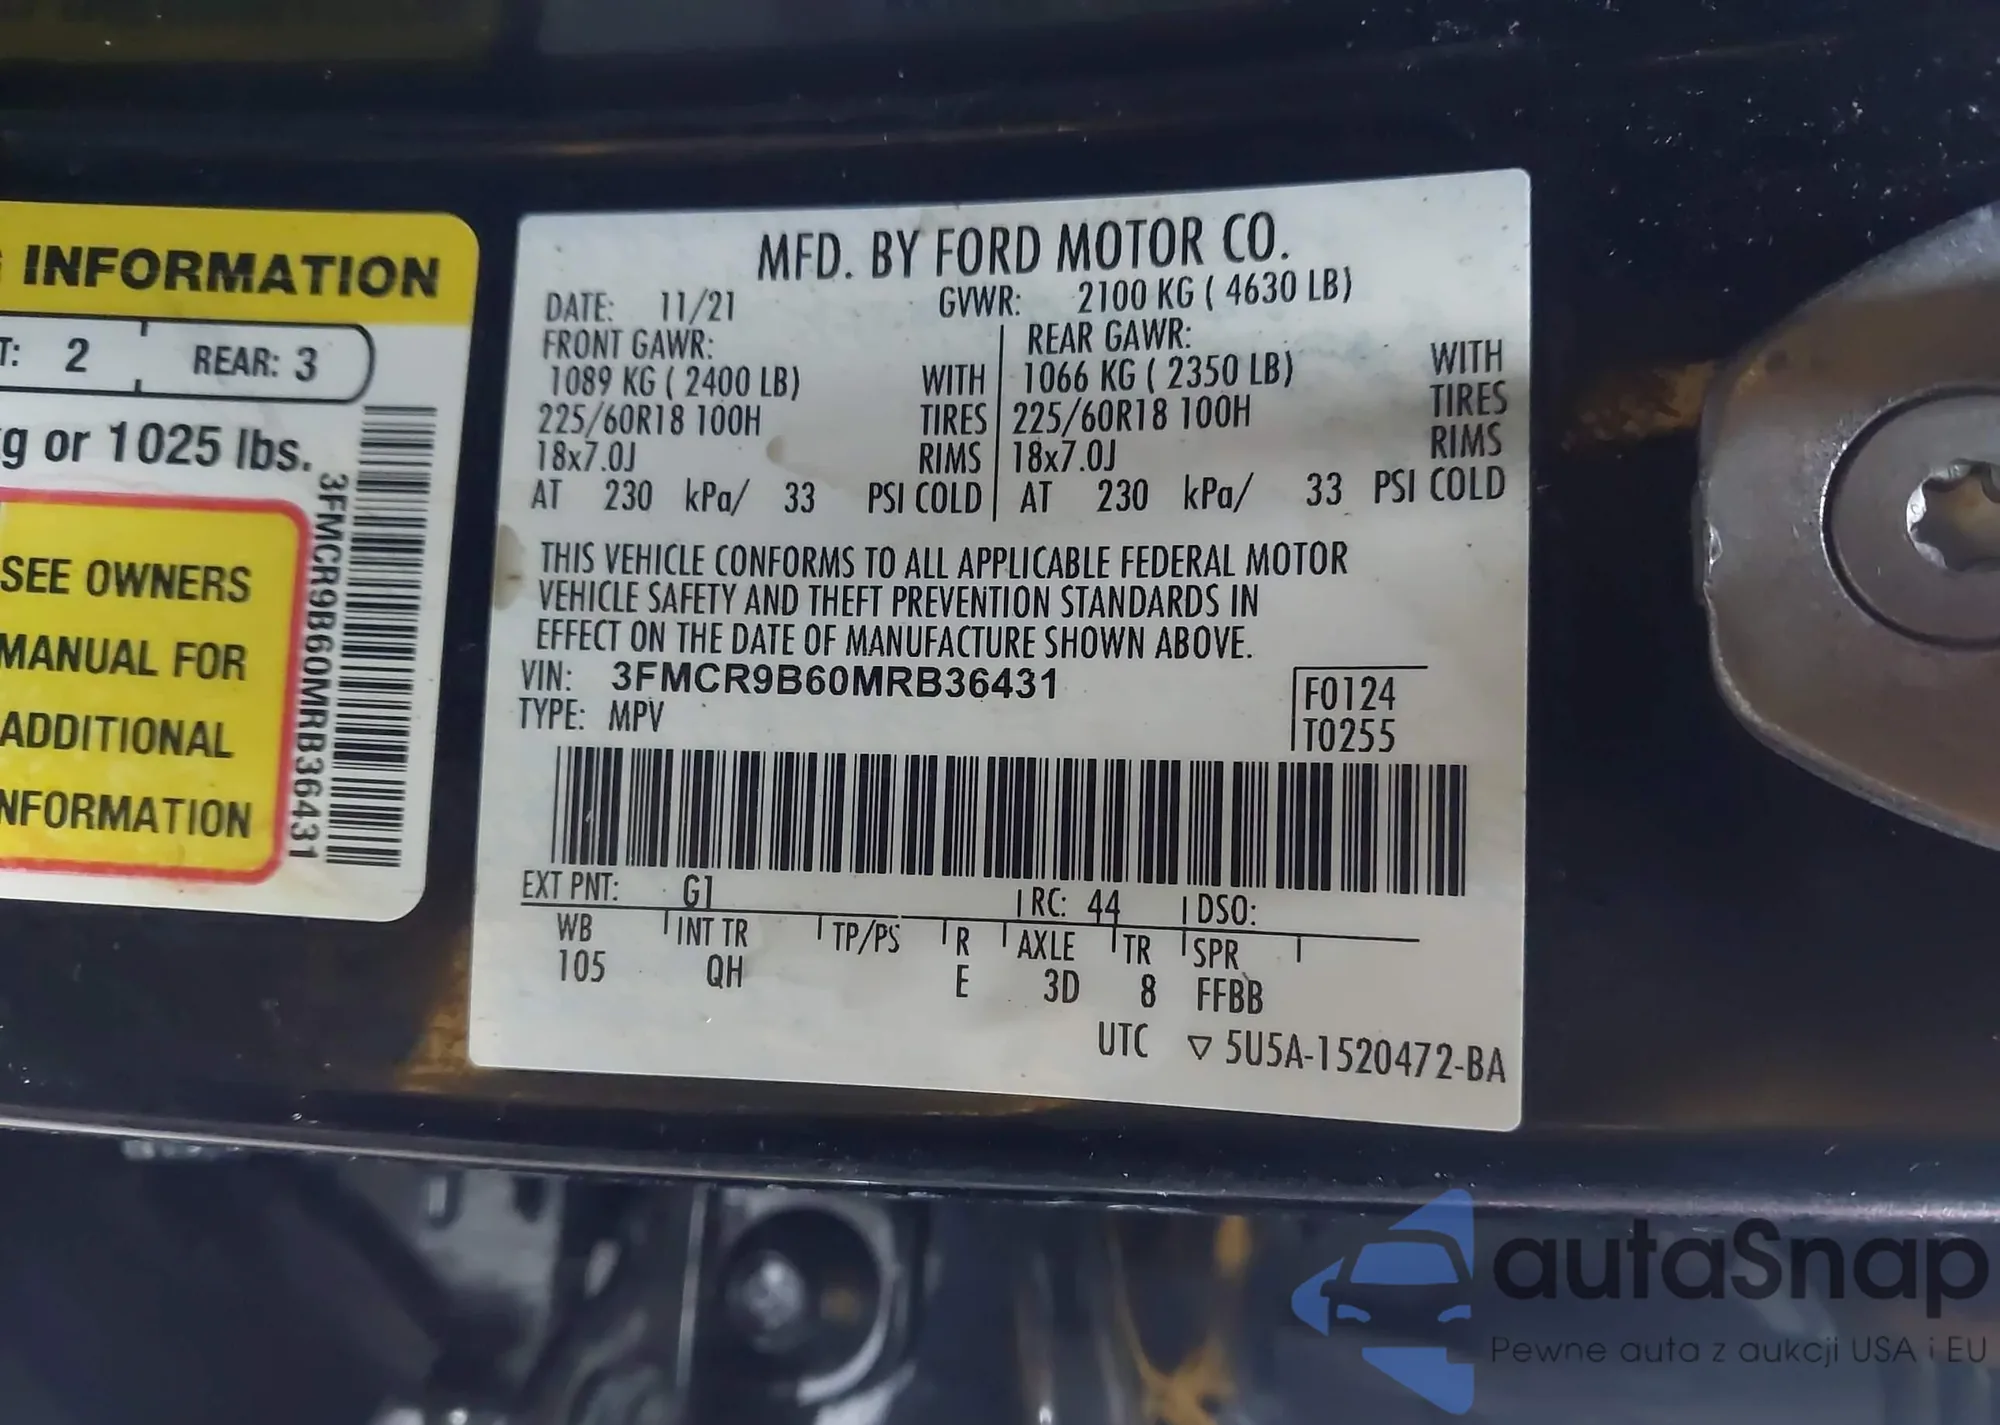 INFORMATION
T: 2 REAR: 3
g or 1025 lbs.
SEE OWNERS
MANUAL FOR
ADDITIONAL
NFORMATION
3FMCR9B60MRB36431
MFD. BY FORD MOTOR CO.
DATE: 11/21 GVWR: 2100 KG ( 4630 LB)
FRONT GAWR: REAR GAWR:
1089 KG ( 2400 LB) WITH 1066 KG ( 2350 LB) WITH
225/60R18 100H TIRES 225/60R18 100H TIRES
18x7.0J RIMS 18x7.0J RIMS
AT 230 kPa/ 33 PSI COLD AT 230 kPa/ 33 PSI COLD
THIS VEHICLE CONFORMS TO ALL APPLICABLE FEDERAL MOTOR
VEHICLE SAFETY AND THEFT PREVENTION STANDARDS IN
EFFECT ON THE DATE OF MANUFACTURE SHOWN ABOVE.
VIN: 3FMCR9B60MRB36431 F0124
TYPE: MPV T0255
EXT PNT: G1 RC: 44 DSO:
WB INT TR TP/PS R AXLE TR SPR
105 QH E 3D 8 FFBB
UTC ▽ 5U5A-1520472-BA
autaSnap
Pewne auta z aukcji USA i EU